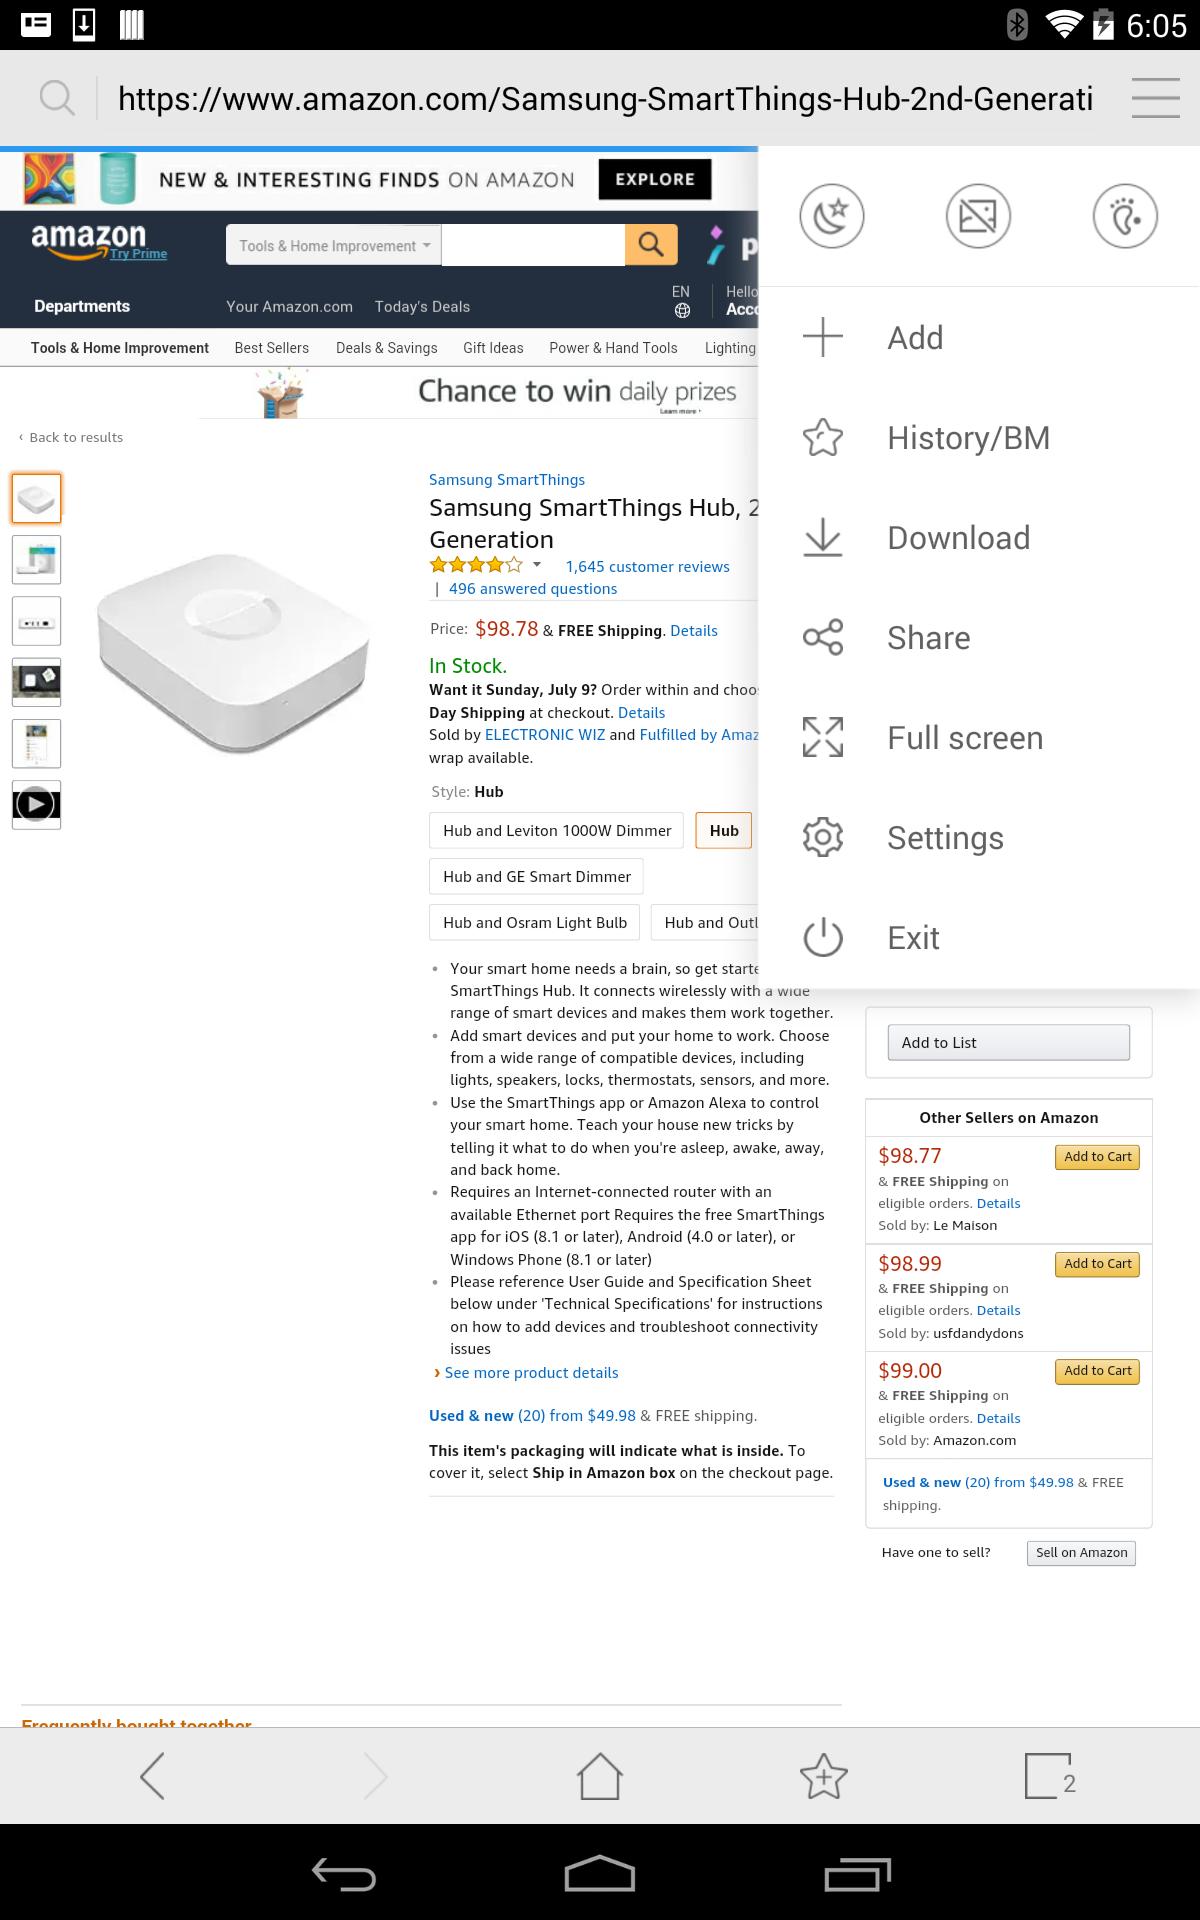 6:05
https://www.amazon.com/Samsung-SmartThings-Hub-2nd-Generati
NEW & INTERESTING FINDS ON AMAZON EXPLORE
amazon
Try Prime
Tools & Home Improvement
Departments
Your Amazon.com Today's Deals
EN
Hello
Tools & Home Improvement Best Sellers Deals & Savings Gift Ideas Power & Hand Tools Lighting
Chance to win daily prizes
Learn more
‹ Back to results
Samsung SmartThings
Samsung SmartThings Hub, 2
Generation
1,645 customer reviews
| 496 answered questions
Price: $98.78 & FREE Shipping. Details
In Stock.
Want it Sunday, July 9? Order within and choos
Day Shipping at checkout. Details
Sold by ELECTRONIC WIZ and Fulfilled by Amaz
wrap available.
Style: Hub
Hub and Leviton 1000W Dimmer
Hub
Hub and GE Smart Dimmer
Hub and Osram Light Bulb
Hub and Outl
• Your smart home needs a brain, so get starte
SmartThings Hub. It connects wirelessly with a wide
range of smart devices and makes them work together.
• Add smart devices and put your home to work. Choose
from a wide range of compatible devices, including
lights, speakers, locks, thermostats, sensors, and more.
• Use the SmartThings app or Amazon Alexa to control
your smart home. Teach your house new tricks by
telling it what to do when you're asleep, awake, away,
and back home.
• Requires an Internet-connected router with an
available Ethernet port Requires the free SmartThings
app for iOS (8.1 or later), Android (4.0 or later), or
Windows Phone (8.1 or later)
• Please reference User Guide and Specification Sheet
below under 'Technical Specifications' for instructions
on how to add devices and troubleshoot connectivity
issues
› See more product details
Used & new (20) from $49.98 & FREE shipping.
This item's packaging will indicate what is inside. To
cover it, select Ship in Amazon box on the checkout page.
Add
History/BM
Download
Share
Full screen
Settings
Exit
Add to List
Other Sellers on Amazon
$98.77 Add to Cart
& FREE Shipping on
eligible orders. Details
Sold by: Le Maison
$98.99 Add to Cart
& FREE Shipping on
eligible orders. Details
Sold by: usfdandydons
$99.00 Add to Cart
& FREE Shipping on
eligible orders. Details
Sold by: Amazon.com
Used & new (20) from $49.98 & FREE
shipping.
Have one to sell? Sell on Amazon
Frequently bought together
2